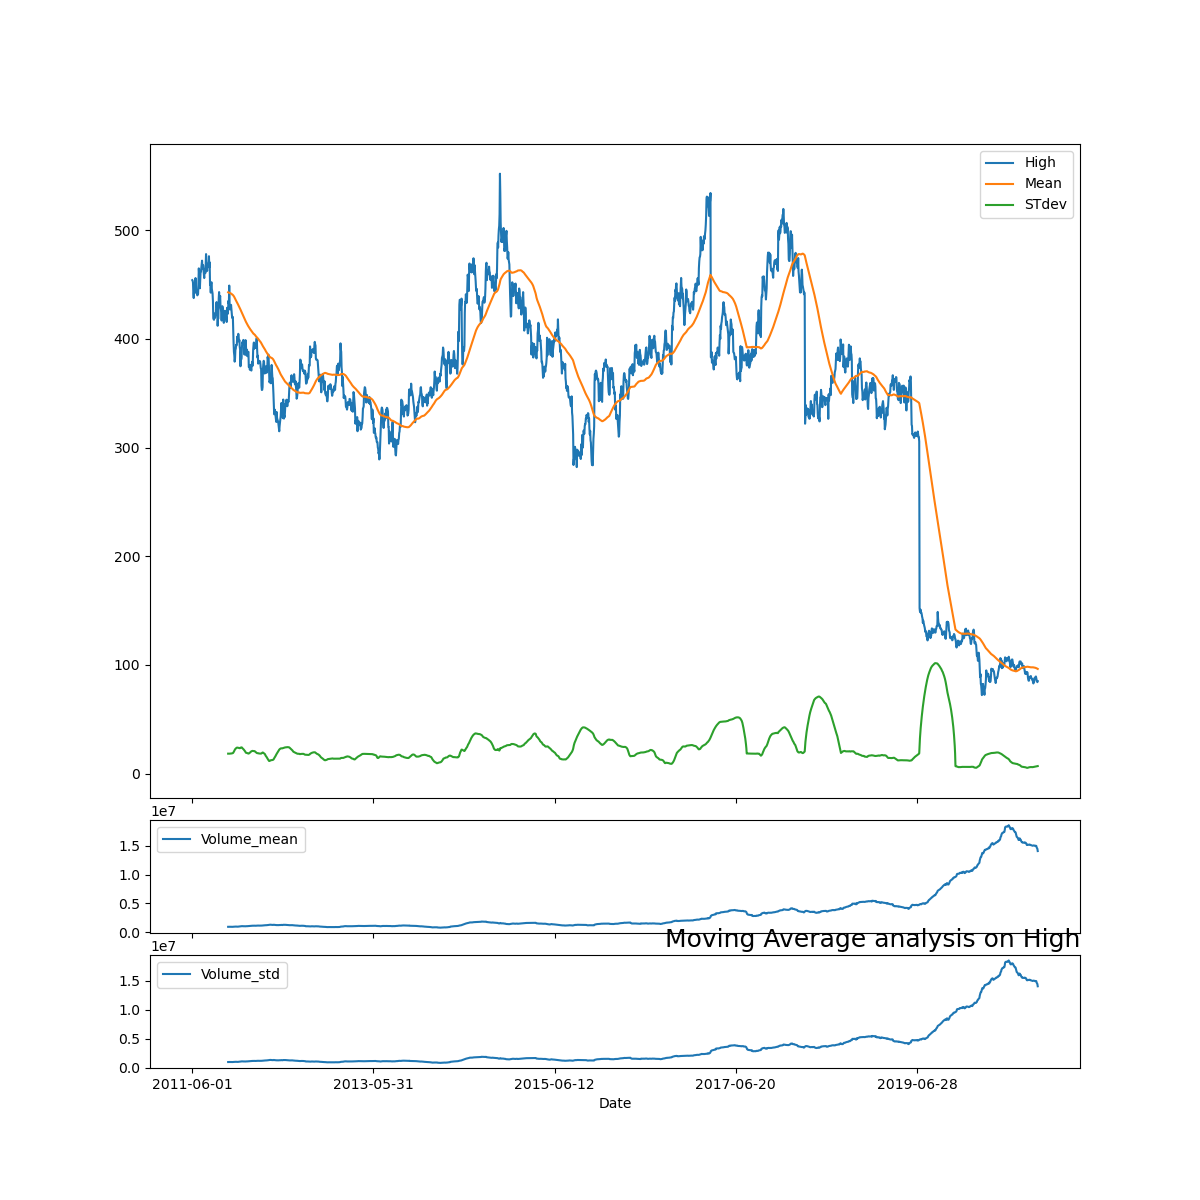 High
Mean
STdev
500
400
300
200
100
0
1e7
Volume_mean
1.5
1.0
0.5
0.0
Moving Average analysis on High
1e7
Volume_std
1.5
1.0
0.5
0.0
2011-06-01 2013-05-31 2015-06-12 2017-06-20 2019-06-28
Date